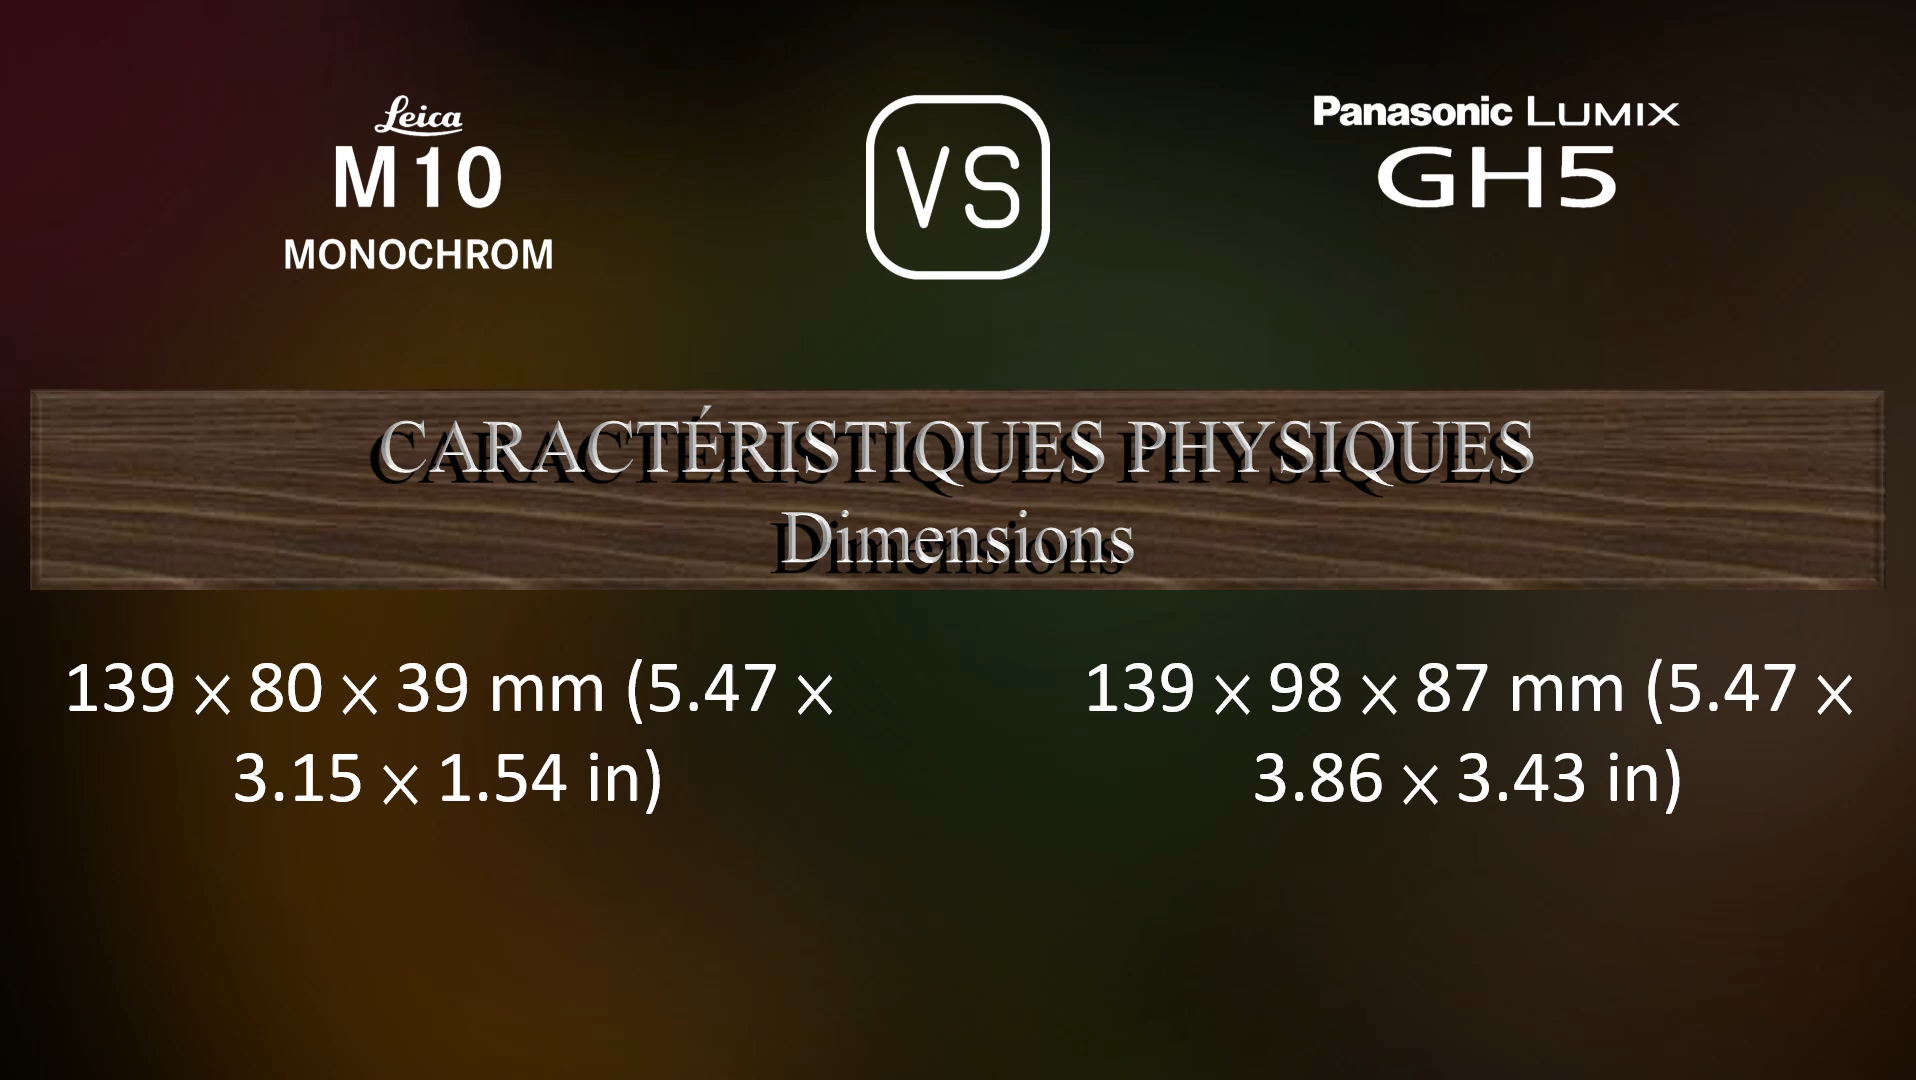 Leica
M10
MONOCHROM
VS
Panasonic LUMIX
GH5
CARACTÉRISTIQUES PHYSIQUES
Dimensions
139 x 80 x 39 mm (5.47 x
3.15 x 1.54 in)
139 x 98 x 87 mm (5.47 x
3.86 x 3.43 in)